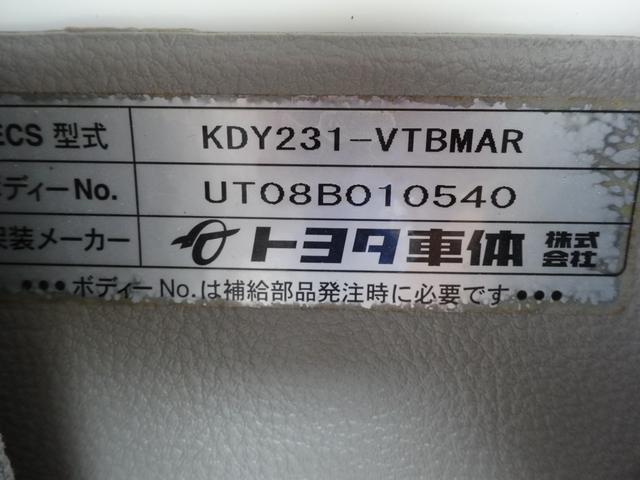 ECS 型式 KDY231-VTBMAR
ボディーNo. UT08B010540
架装メーカー トヨタ車体 株式会社
●●● ボディーNo.は補給部品発注時に必要です ●●●